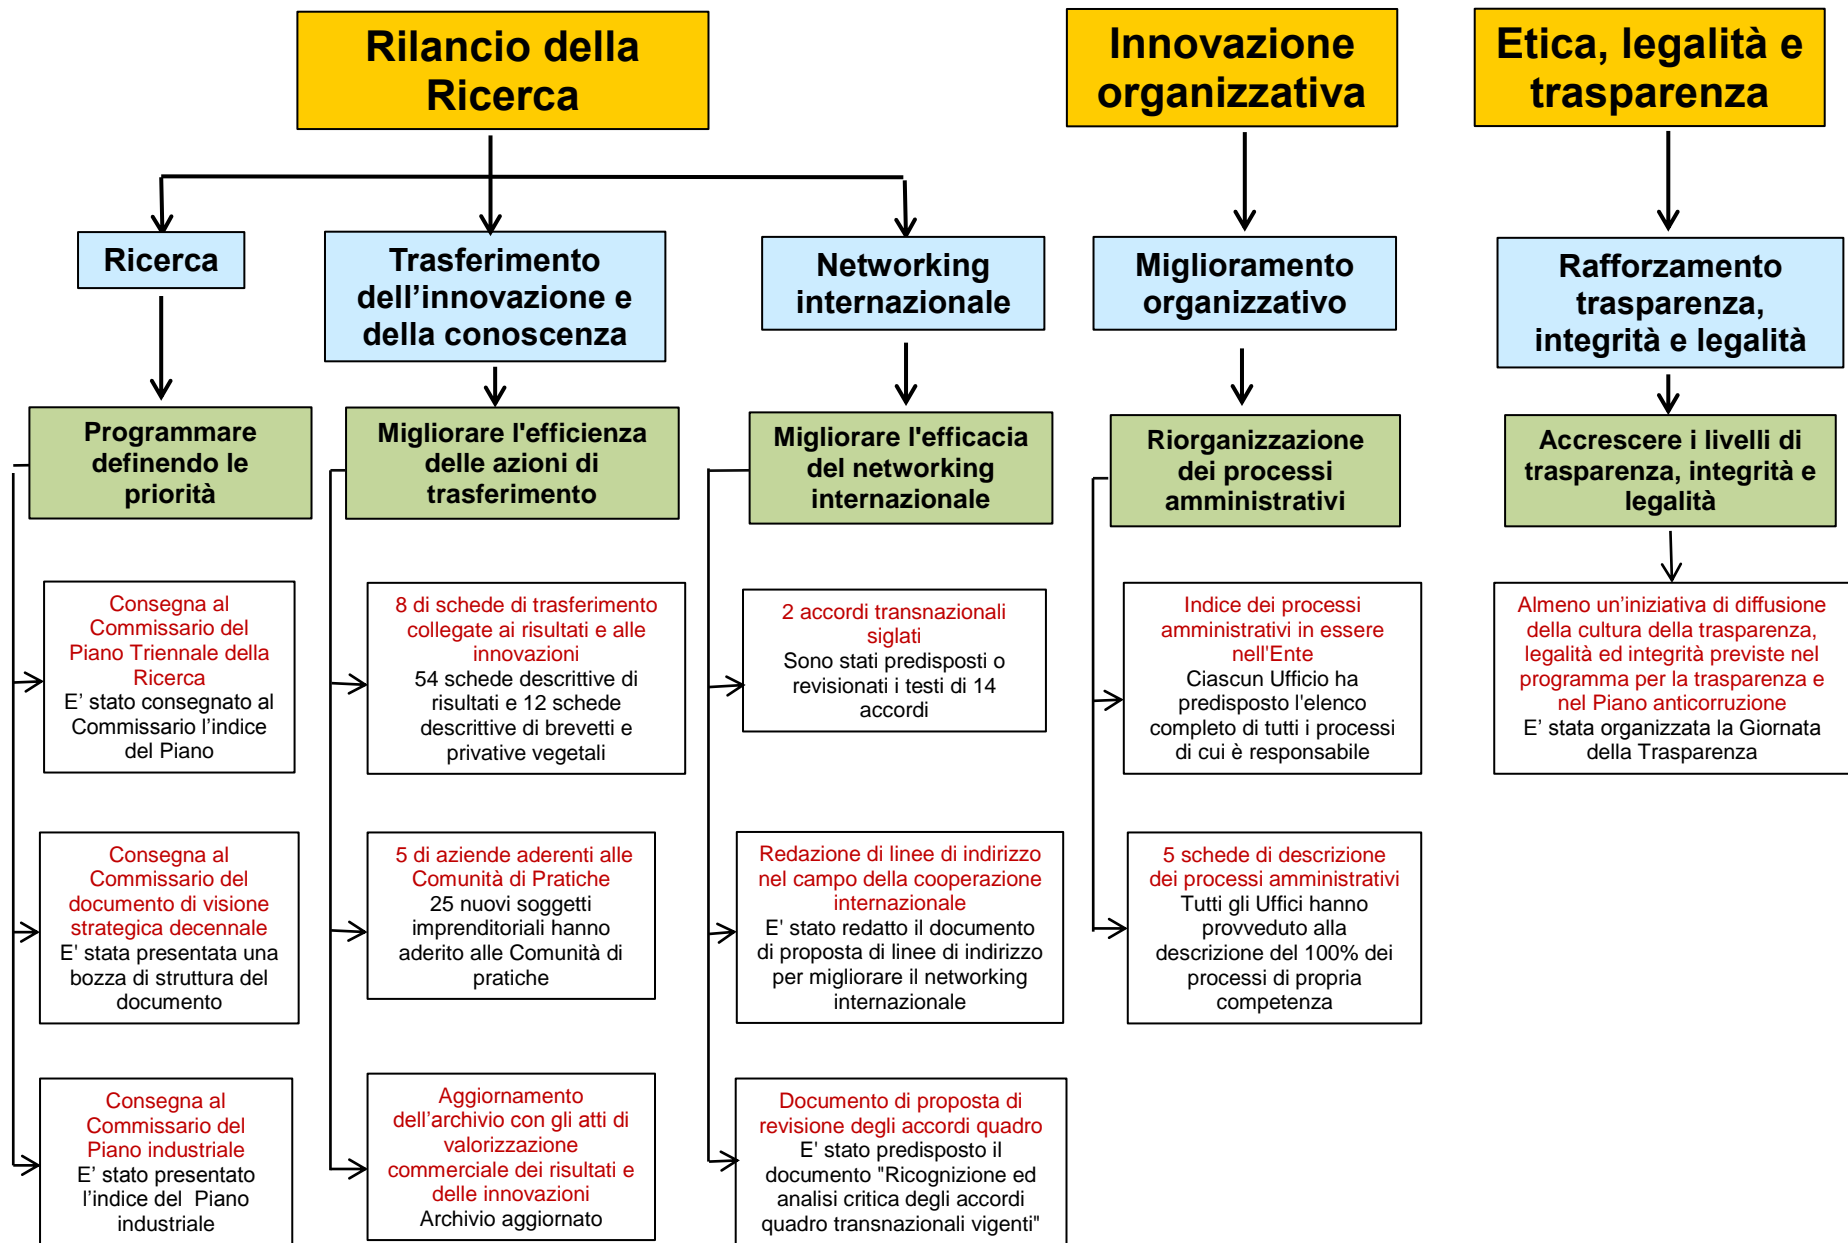 Rilancio della
Ricerca
Innovazione
organizzativa
Etica, legalità e
trasparenza
Ricerca
Trasferimento
dell’innovazione e
della conoscenza
Networking
internazionale
Miglioramento
organizzativo
Rafforzamento
trasparenza,
integrità e legalità
Programmare
definendo le
priorità
Migliorare l'efficienza
delle azioni di
trasferimento
Migliorare l'efficacia
del networking
internazionale
Riorganizzazione
dei processi
amministrativi
Accrescere i livelli di
trasparenza, integrità e
legalità
Consegna al
Commissario del
Piano Triennale della
Ricerca
E’ stato consegnato al
Commissario l’indice
del Piano
8 di schede di trasferimento
collegate ai risultati e alle
innovazioni
54 schede descrittive di
risultati e 12 schede
descrittive di brevetti e
privative vegetali
2 accordi transnazionali
siglati
Sono stati predisposti o
revisionati i testi di 14
accordi
Indice dei processi
amministrativi in essere
nell'Ente
Ciascun Ufficio ha
predisposto l'elenco
completo di tutti i processi
di cui è responsabile
Almeno un’iniziativa di diffusione
della cultura della trasparenza,
legalità ed integrità previste nel
programma per la trasparenza e
nel Piano anticorruzione
E’ stata organizzata la Giornata
della Trasparenza
Consegna al
Commissario del
documento di visione
strategica decennale
E’ stata presentata una
bozza di struttura del
documento
5 di aziende aderenti alle
Comunità di Pratiche
25 nuovi soggetti
imprenditoriali hanno
aderito alle Comunità di
pratiche
Redazione di linee di indirizzo
nel campo della cooperazione
internazionale
E' stato redatto il documento
di proposta di linee di indirizzo
per migliorare il networking
internazionale
5 schede di descrizione
dei processi amministrativi
Tutti gli Uffici hanno
provveduto alla
descrizione del 100% dei
processi di propria
competenza
Consegna al
Commissario del
Piano industriale
E’ stato presentato
l’indice del Piano
industriale
Aggiornamento
dell’archivio con gli atti di
valorizzazione
commerciale dei risultati e
delle innovazioni
Archivio aggiornato
Documento di proposta di
revisione degli accordi quadro
E' stato predisposto il
documento "Ricognizione ed
analisi critica degli accordi
quadro transnazionali vigenti"